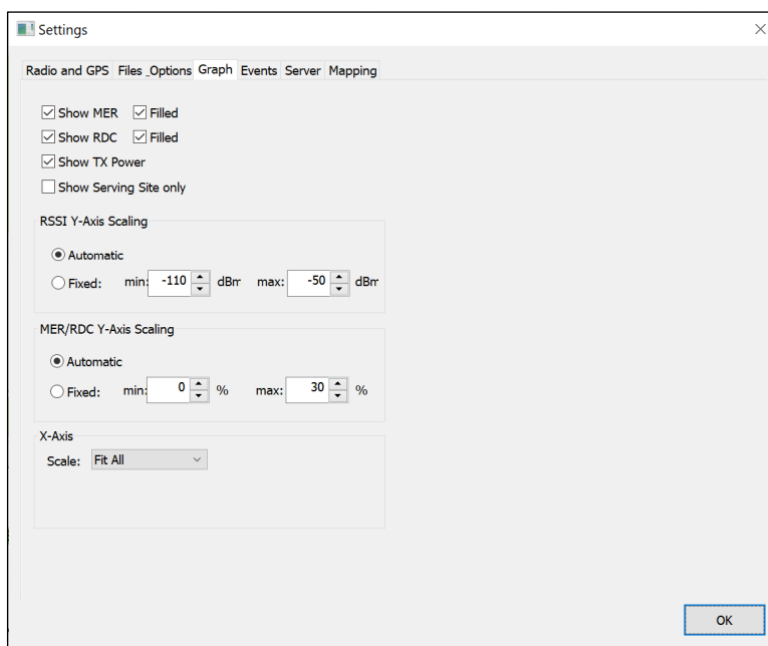 Settings
Radio and GPS Files _Options Graph Events Server Mapping
Show MER Filled
Show RDC Filled
Show TX Power
Show Serving Site only
RSSI Y-Axis Scaling
Automatic
Fixed: min: -110 dBm max: -50 dBm
MER/RDC Y-Axis Scaling
Automatic
Fixed: min: 0 % max: 30 %
X-Axis
Scale: Fit All
OK